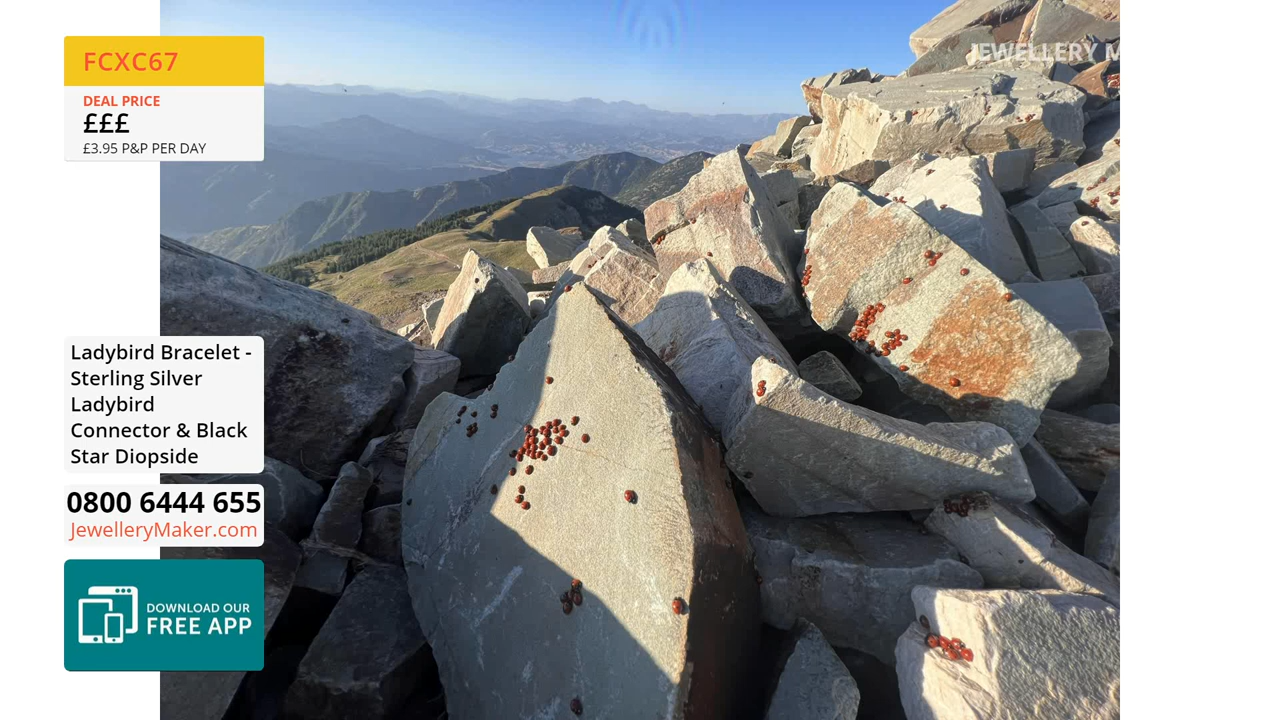 FCXC67
DEAL PRICE
£££
£3.95 P&P PER DAY
JEWELLERY M
Ladybird Bracelet -
Sterling Silver
Ladybird
Connector & Black
Star Diopside
0800 6444 655
JewelleryMaker.com
DOWNLOAD OUR
FREE APP